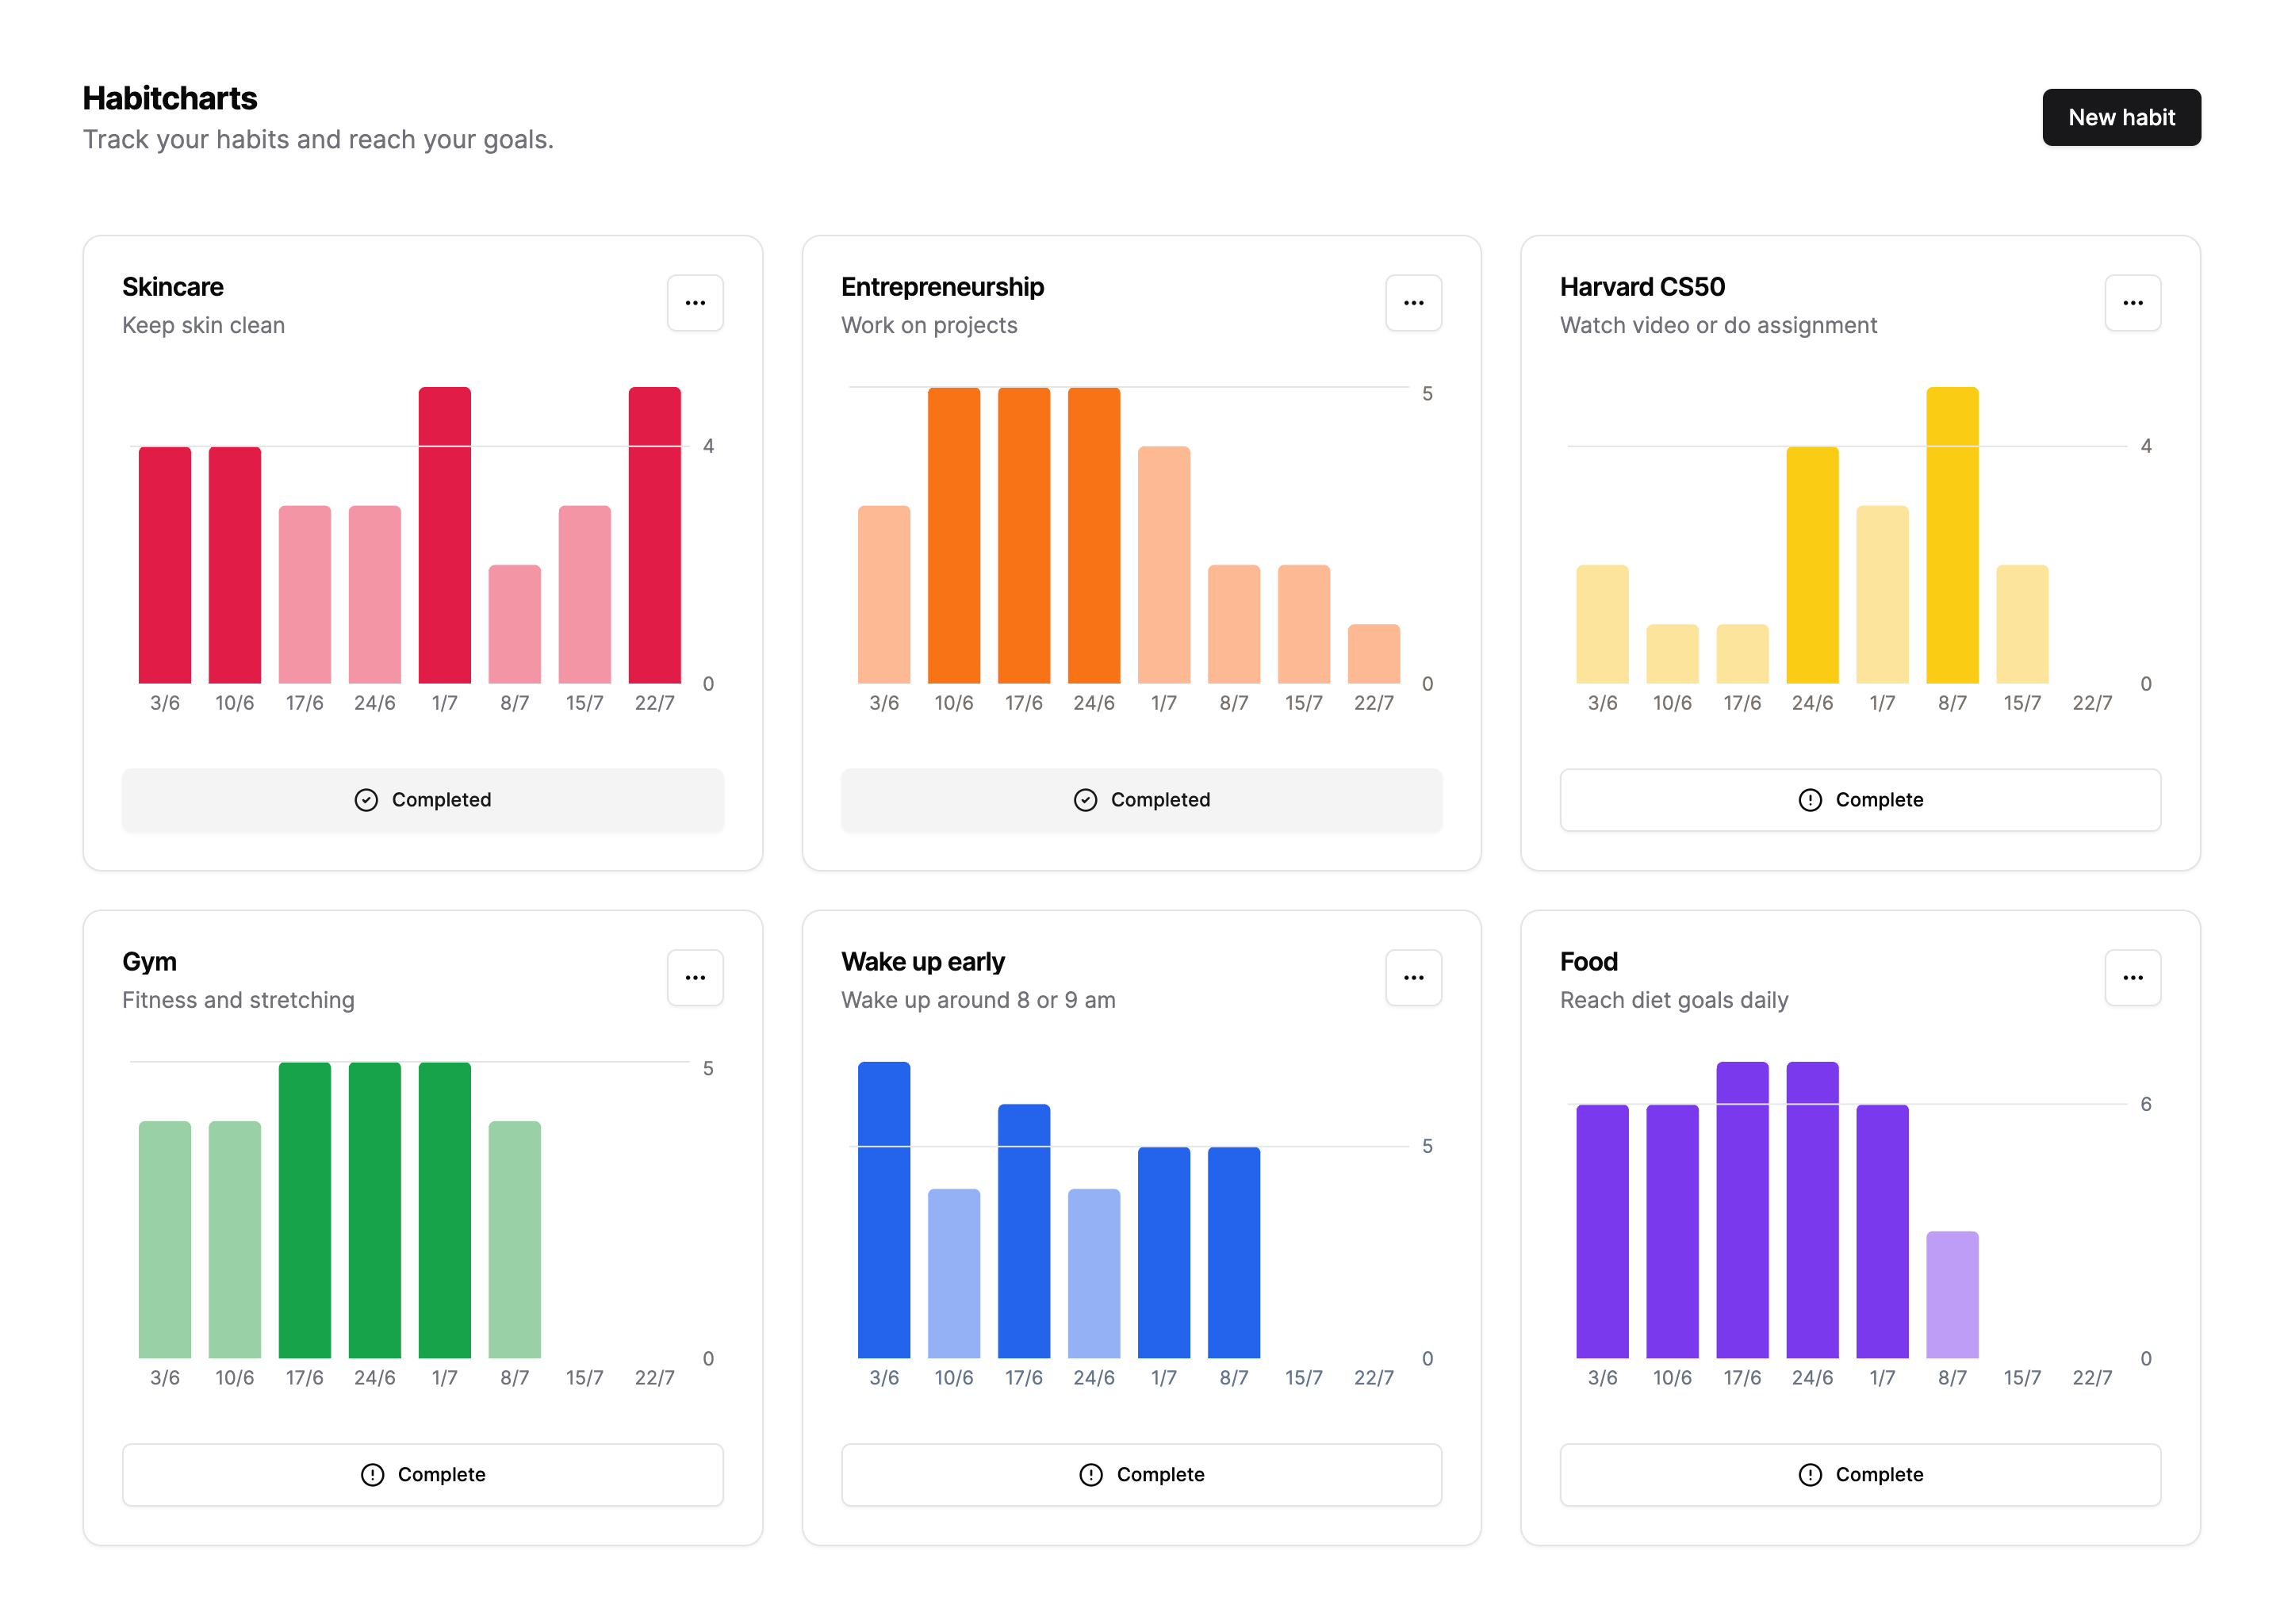 Habitcharts
Track your habits and reach your goals.
New habit
Skincare
Keep skin clean
4
0
3/6 10/6 17/6 24/6 1/7 8/7 15/7 22/7
Completed
Entrepreneurship
Work on projects
5
0
3/6 10/6 17/6 24/6 1/7 8/7 15/7 22/7
Completed
Harvard CS50
Watch video or do assignment
4
0
3/6 10/6 17/6 24/6 1/7 8/7 15/7 22/7
Complete
Gym
Fitness and stretching
5
0
3/6 10/6 17/6 24/6 1/7 8/7 15/7 22/7
Complete
Wake up early
Wake up around 8 or 9 am
5
0
3/6 10/6 17/6 24/6 1/7 8/7 15/7 22/7
Complete
Food
Reach diet goals daily
6
0
3/6 10/6 17/6 24/6 1/7 8/7 15/7 22/7
Complete